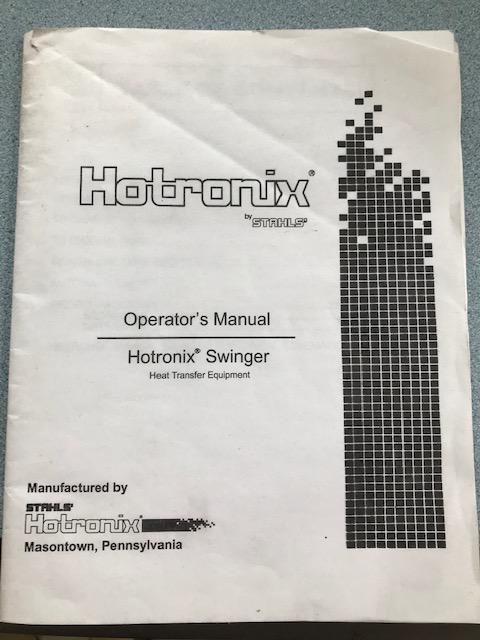 Hotronix®
by STAHLS'
Operator's Manual
Hotronix® Swinger
Heat Transfer Equipment
Manufactured by
STAHLS'
Hotronix®
Masontown, Pennsylvania